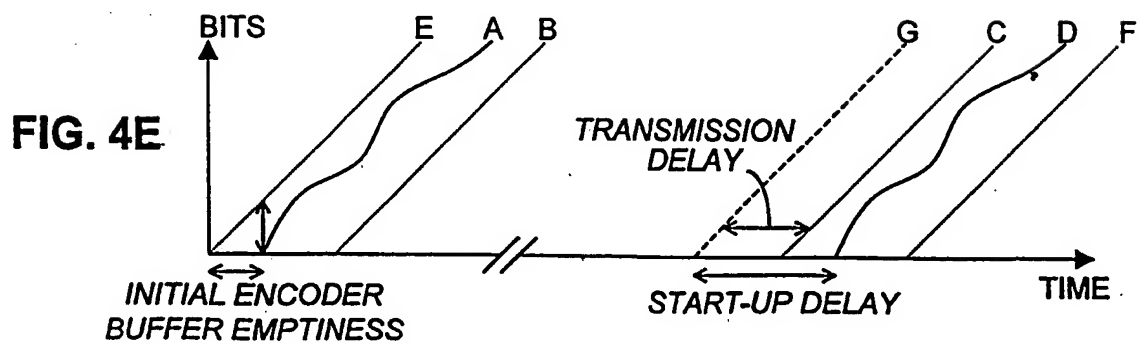 BITS
E A B
G C D F
FIG. 4E
TRANSMISSION
DELAY
INITIAL ENCODER
BUFFER EMPTINESS
START-UP DELAY
TIME